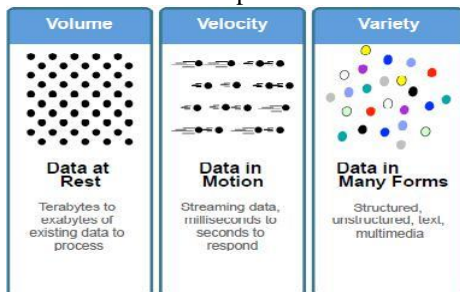 Volume
Data at
Rest
Terabytes to
exabytes of
existing data to
process
Velocity
Data in
Motion
Streaming data,
milliseconds to
seconds to
respond
Variety
Data in
Many Forms
Structured,
unstructured, text,
multimedia